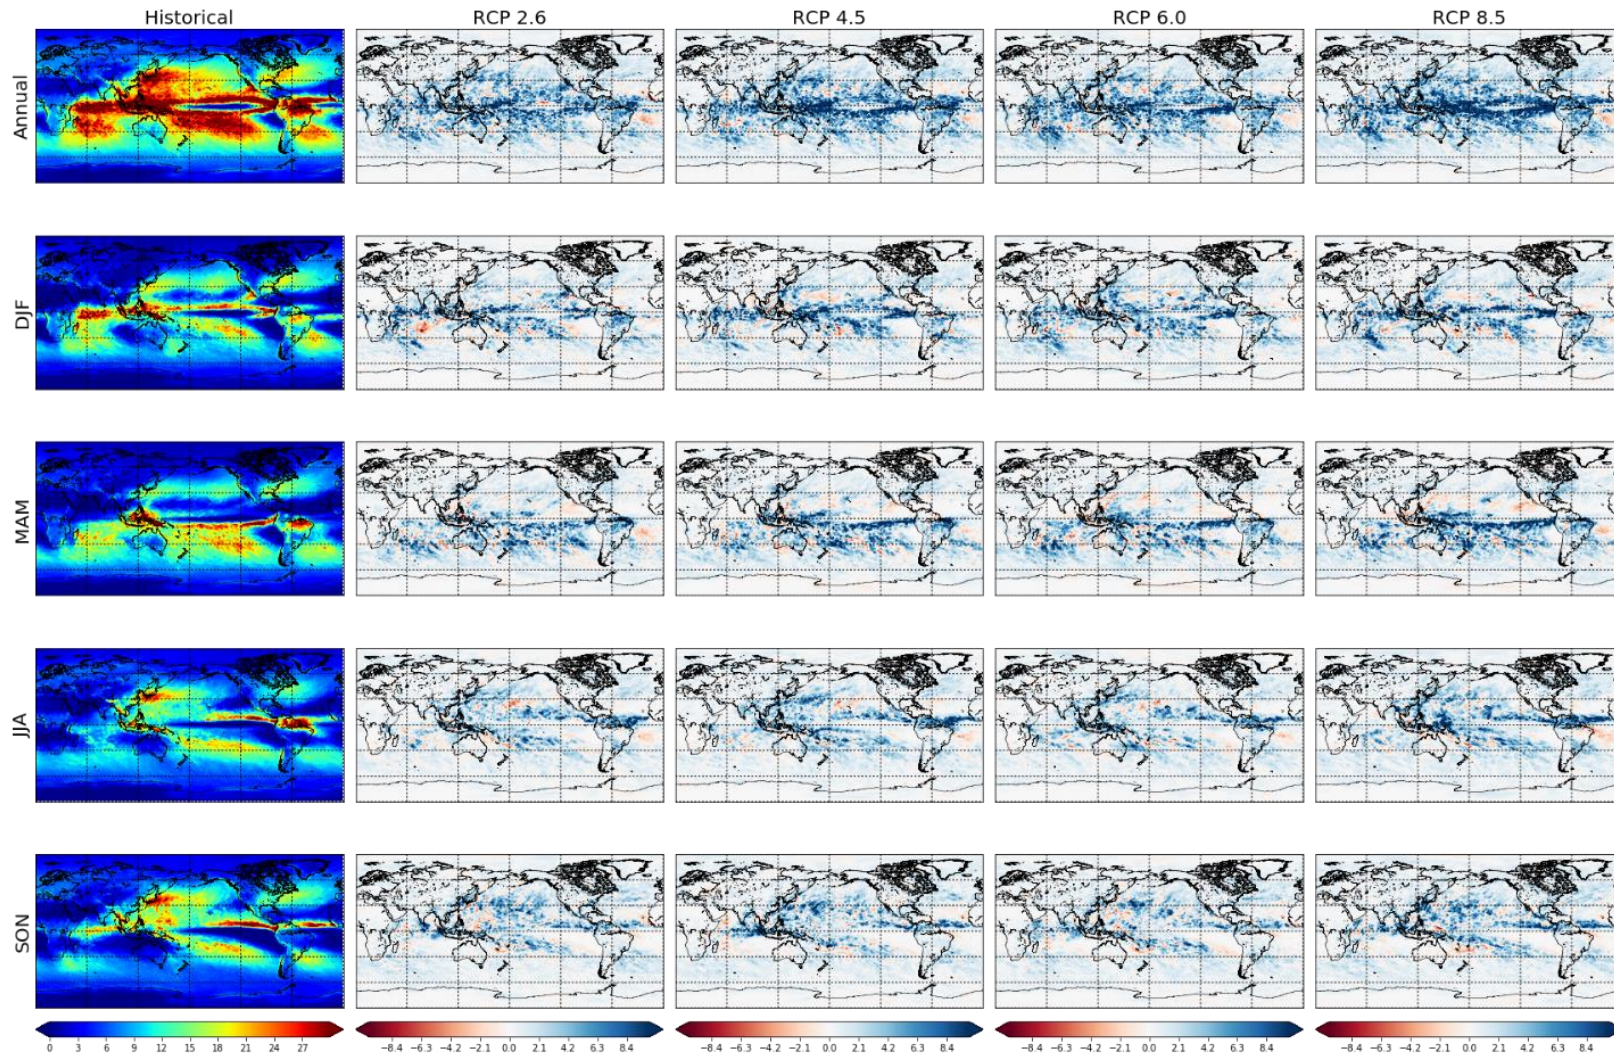 Historical RCP 2.6 RCP 4.5 RCP 6.0 RCP 8.5
Annual
DJF
MAM
JJA
SON
0 3 6 9 12 15 18 21 24 27 −8.4 −6.3 −4.2 −2.1 0.0 2.1 4.2 6.3 8.4 −8.4 −6.3 −4.2 −2.1 0.0 2.1 4.2 6.3 8.4 −8.4 −6.3 −4.2 −2.1 0.0 2.1 4.2 6.3 8.4 −8.4 −6.3 −4.2 −2.1 0.0 2.1 4.2 6.3 8.4